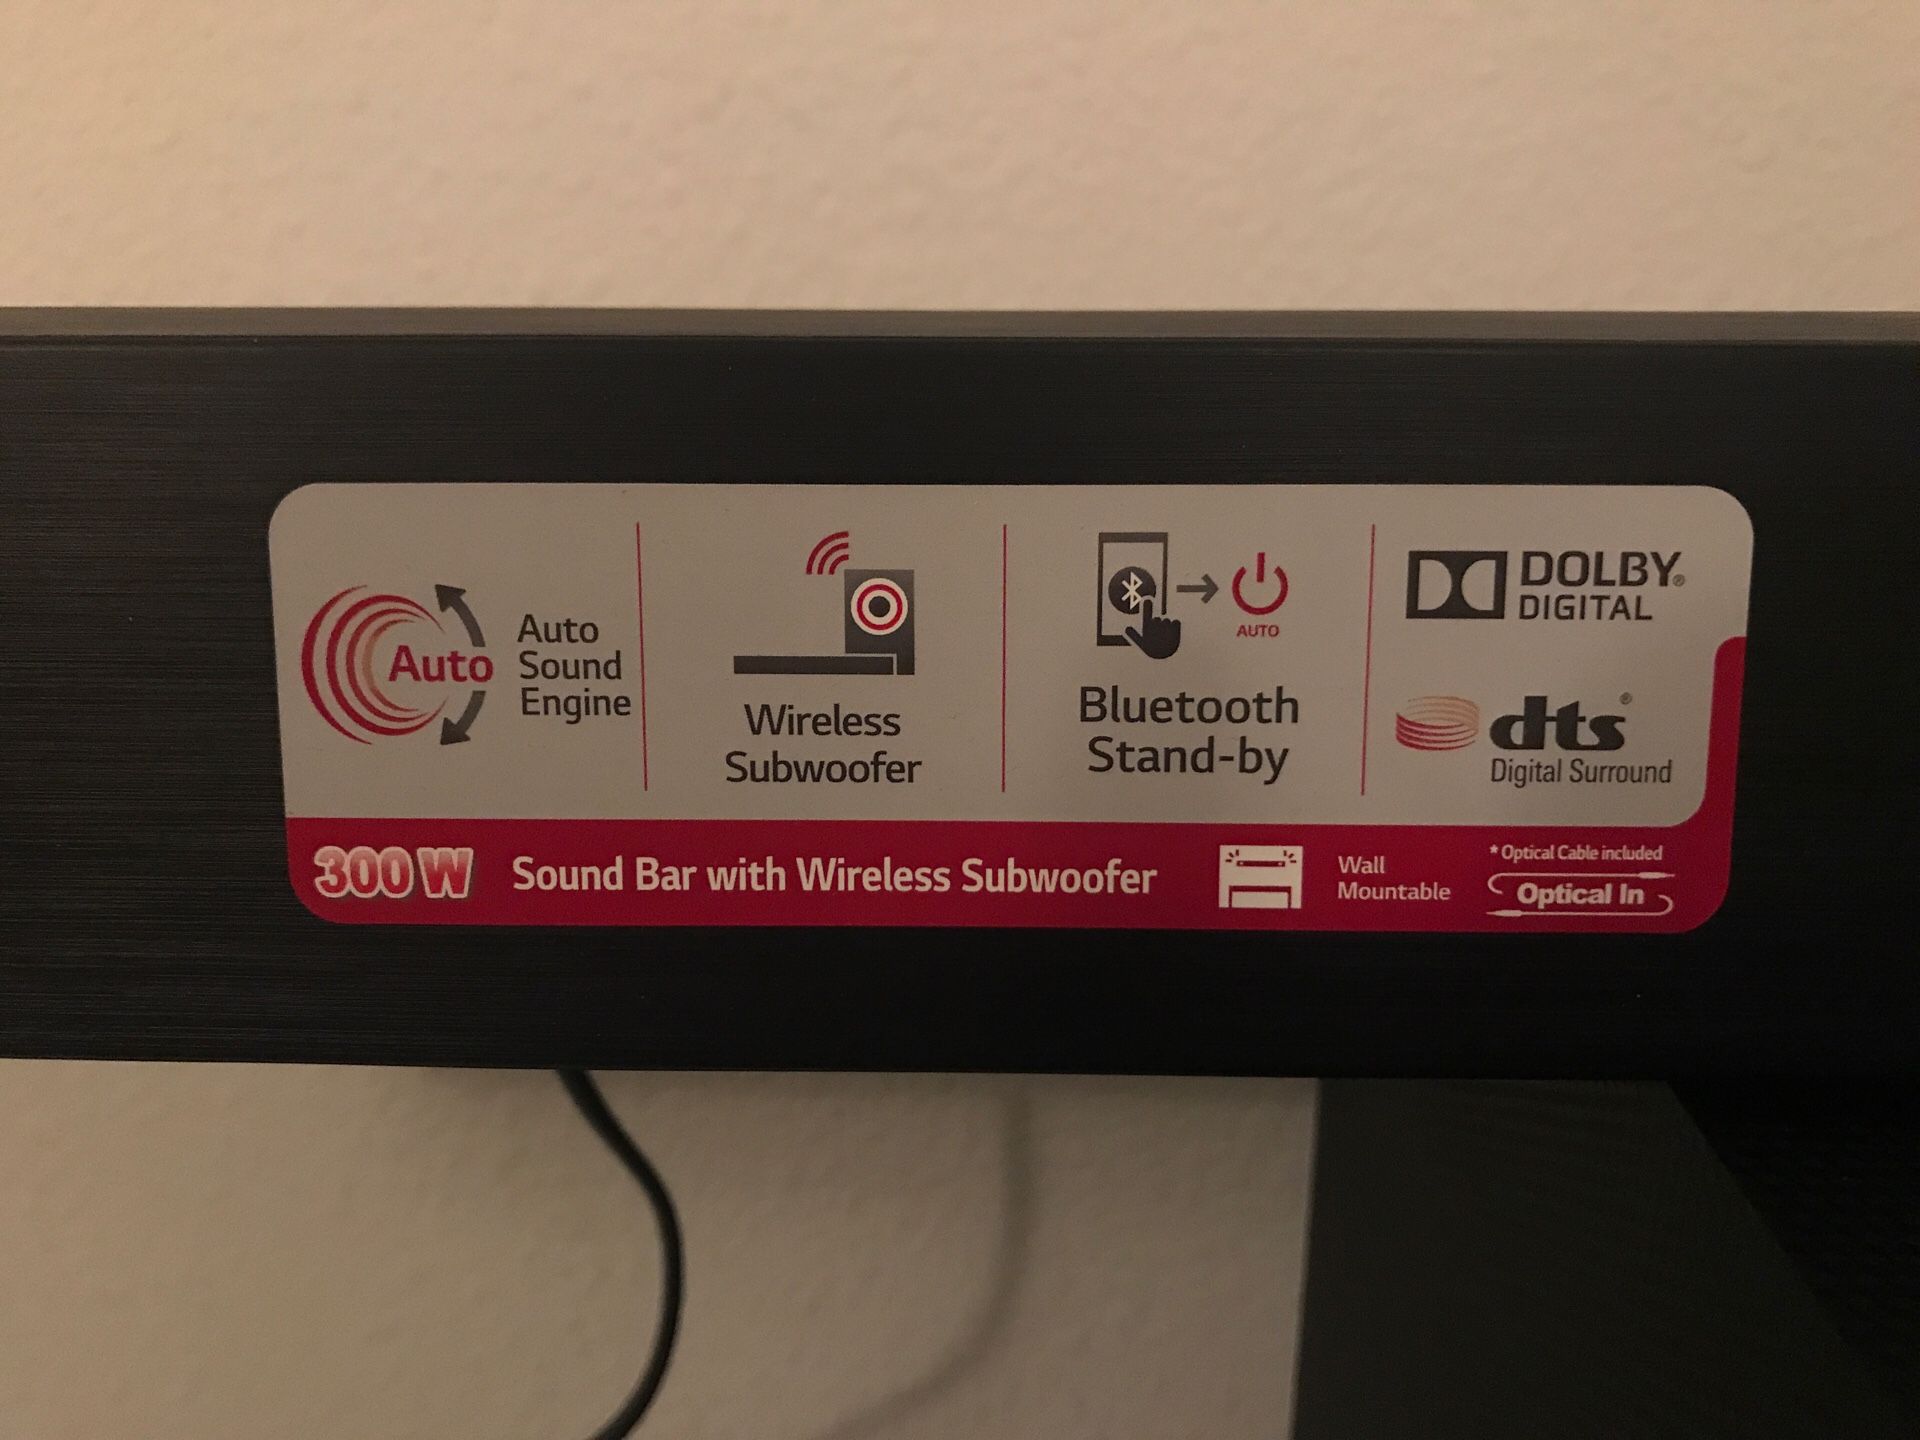 Auto
Auto
Sound
Engine
Wireless
Subwoofer
AUTO
Bluetooth
Stand-by
DOLBY®
DIGITAL
dts®
Digital Surround
300 W
Sound Bar with Wireless Subwoofer
Wall
Mountable
* Optical Cable included
Optical In